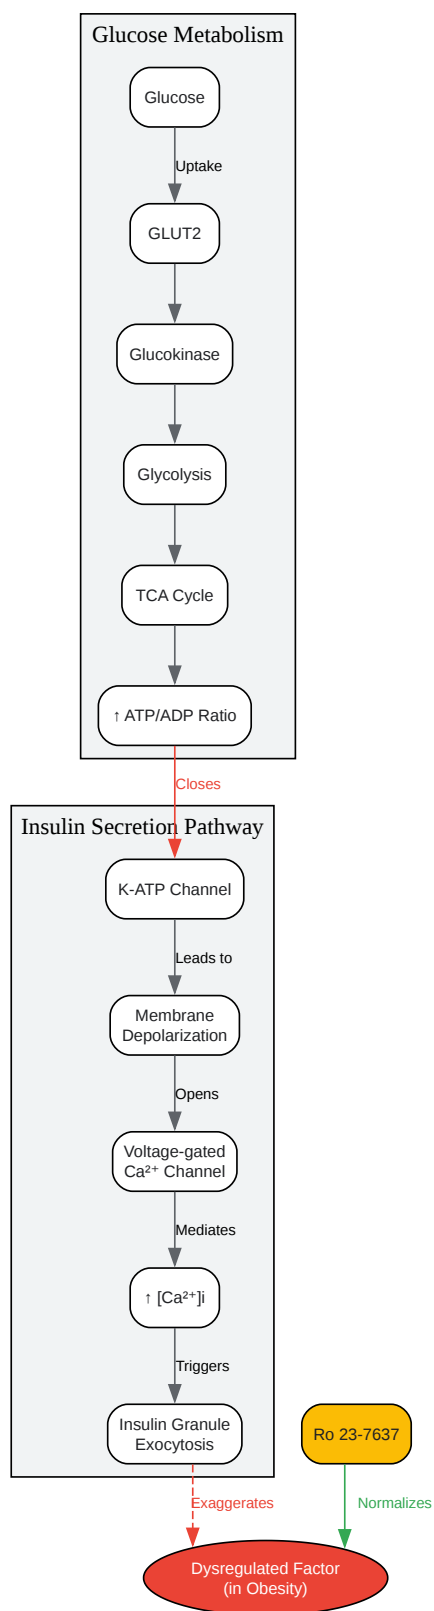 Glucose Metabolism
Glucose
Uptake
GLUT2
Glucokinase
Glycolysis
TCA Cycle
↑ ATP/ADP Ratio
Closes
Insulin Secretion Pathway
K-ATP Channel
Leads to
Membrane
Depolarization
Opens
Voltage-gated
Ca²⁺ Channel
Mediates
↑ [Ca²⁺]i
Triggers
Insulin Granule
Exocytosis
Ro 23-7637
Exaggerates
Normalizes
Dysregulated Factor
(in Obesity)